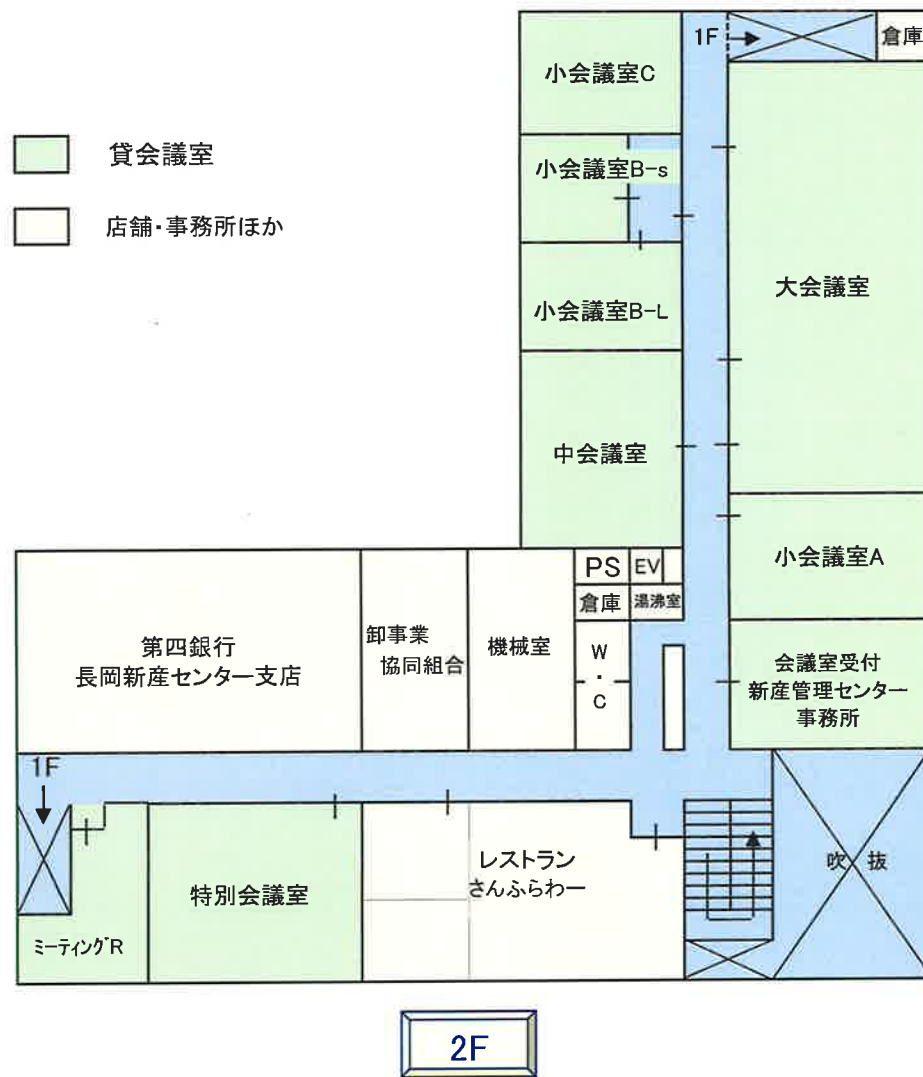 1F
倉庫
小会議室C
貸会議室
小会議室B-s
店舗・事務所ほか
大会議室
小会議室B-L
中会議室
小会議室A
PS
EV
倉庫
湯沸室
第四銀行
長岡新産センター支店
卸事業
協同組合
機械室
W
・
C
会議室受付
新産管理センター
事務所
1F
レストラン
さんふらわー
吹 抜
特別会議室
ミーティングR
2F